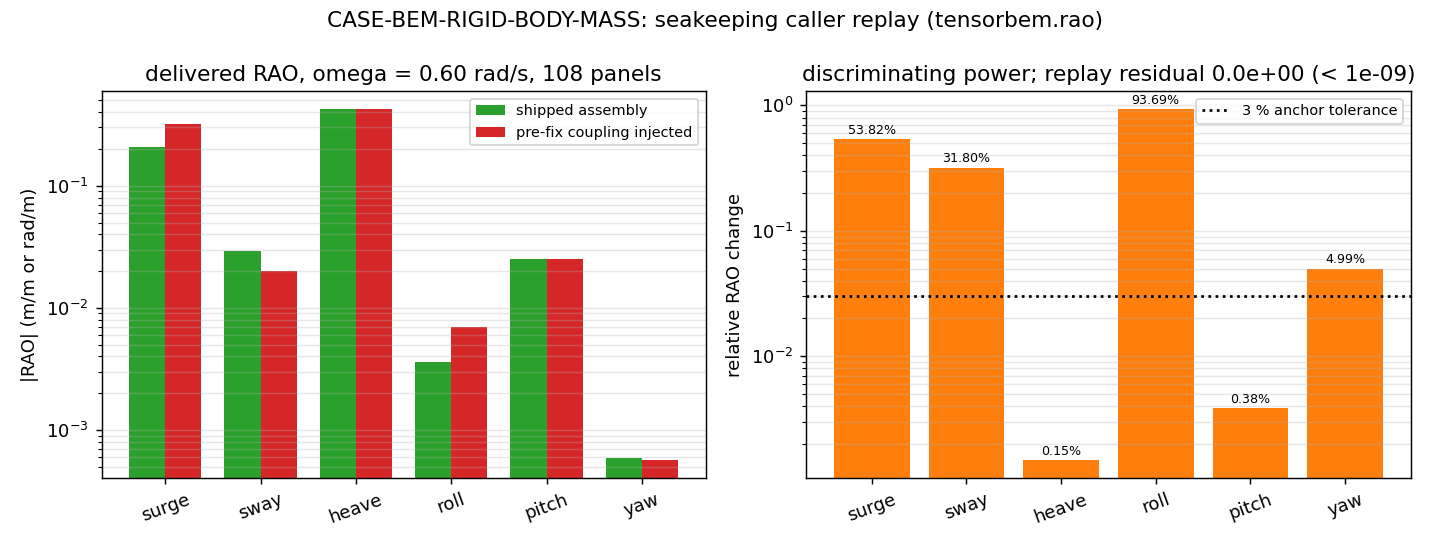 CASE-BEM-RIGID-BODY-MASS: seakeeping caller replay (tensorbem.rao)
delivered RAO, omega = 0.60 rad/s, 108 panels
|RAO| (m/m or rad/m)
10⁻¹
10⁻²
10⁻³
shipped assembly
pre-fix coupling injected
surge
sway
heave
roll
pitch
yaw
discriminating power; replay residual 0.0e+00 (< 1e-09)
relative RAO change
10⁰
10⁻¹
10⁻²
3 % anchor tolerance
53.82%
31.80%
0.15%
93.69%
0.38%
4.99%
surge
sway
heave
roll
pitch
yaw